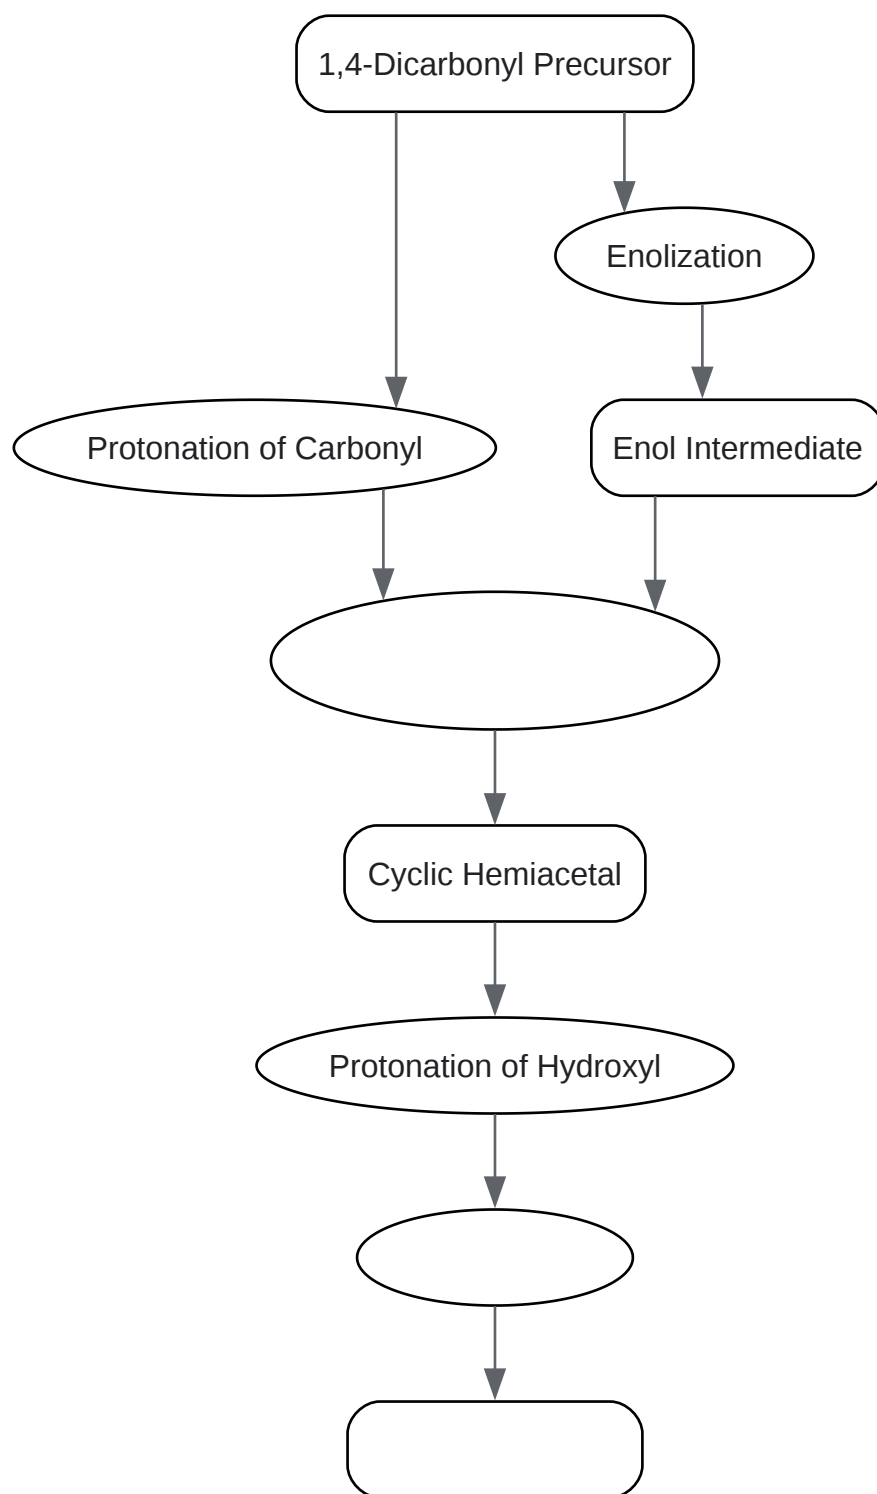 1,4-Dicarbonyl Precursor
Enolization
Protonation of Carbonyl
Enol Intermediate
Cyclic Hemiacetal
Protonation of Hydroxyl